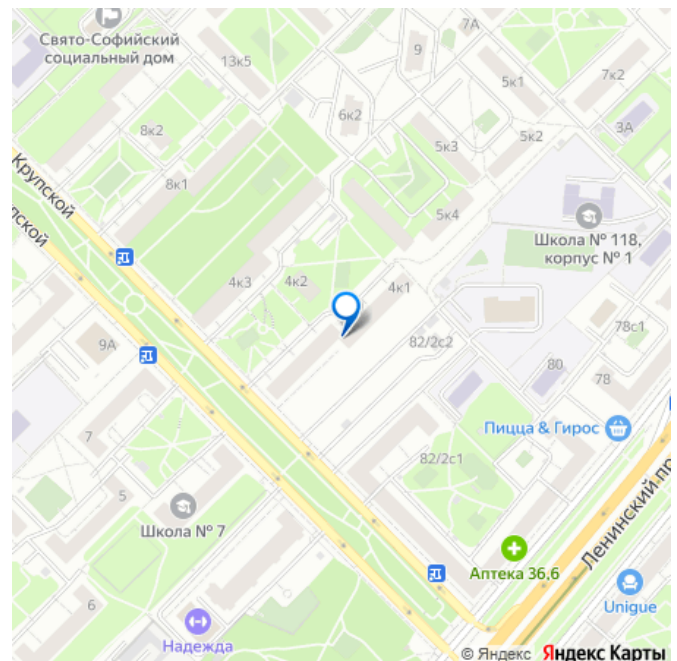 Свято-Софийский
социальный дом
13к5
9
7А
5к1
7к2
6к2
8к2
3А
5к2
5к3
8к1
Крупской
пской
5к4
Школа № 118,
корпус № 1
4к3
4к2
4к1
78с1
9А
82/2с2
80
78
Пицца & Гирос
7
82/2с1
5
Школа № 7
Ленинский пр
Аптека 36,6
6
Unigue
Надежда
© Яндекс Яндекс Карты